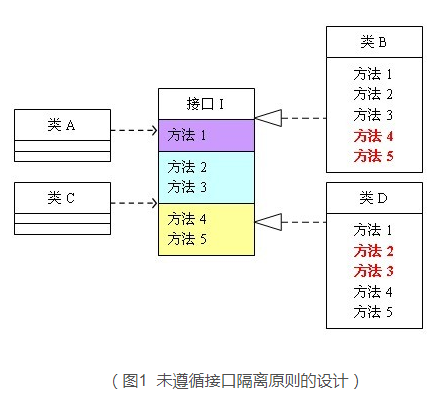 类 A
类 C
接口 I
方法 1
方法 2
方法 3
方法 4
方法 5
类 B
方法 1
方法 2
方法 3
方法 4
方法 5
类 D
方法 1
方法 2
方法 3
方法 4
方法 5
（图1 未遵循接口隔离原则的设计）